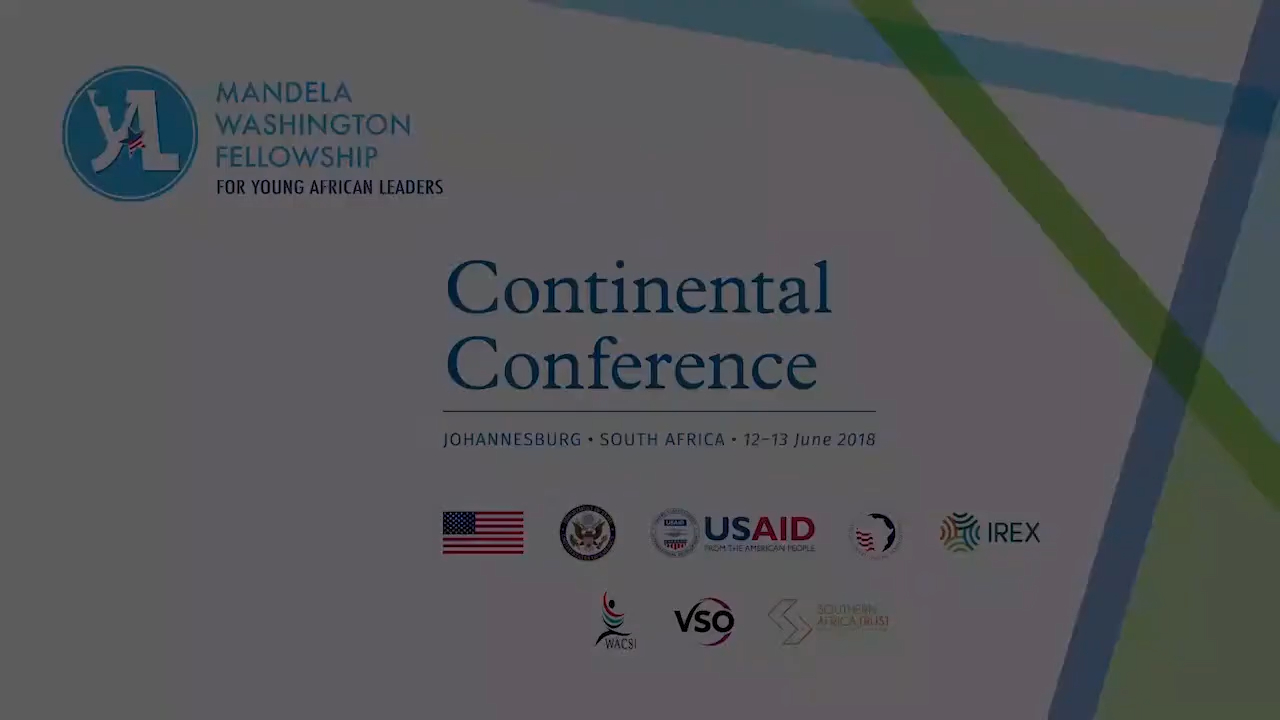 MANDELA
WASHINGTON
FELLOWSHIP
FOR YOUNG AFRICAN LEADERS
Continental
Conference
JOHANNESBURG • SOUTH AFRICA • 12–13 June 2018
USAID
USAID
FROM THE AMERICAN PEOPLE
IREX
WACSI
VSO
SOUTHERN
AFRICA TRUST